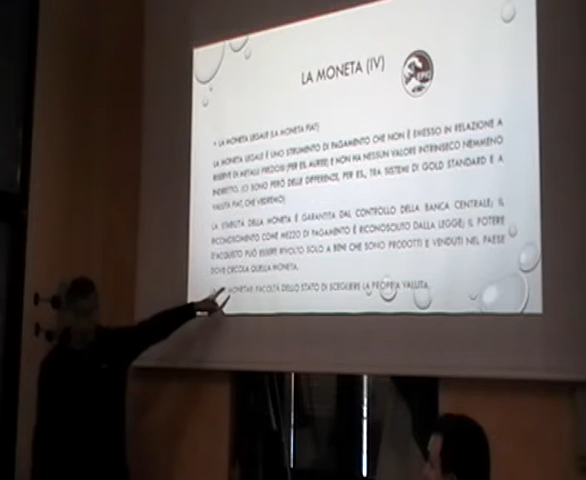 LA MONETA (IV)
• LA MONETA LEGALE (LA MONETA FIAT)
LA MONETA LEGALE È UNO STRUMENTO DI PAGAMENTO CHE NON È EMESSO IN RELAZIONE A
RISERVE DI METALLI PREZIOSI (PER ES. AUREE) E NON HA NESSUN VALORE INTRINSECO NEMMENO
INDIRETTO. (CI SONO PERÒ DELLE DIFFERENZE, PER ES., TRA SISTEMI DI GOLD STANDARD E A
VALUTA FIAT, CHE VEDREMO)
LA STABILITÀ DELLA MONETA È GARANTITA DAL CONTROLLO DELLA BANCA CENTRALE; IL
RICONOSCIMENTO COME MEZZO DI PAGAMENTO È RICONOSCIUTO DALLA LEGGE; IL POTERE
D'ACQUISTO PUÒ ESSERE RIVOLTO SOLO A BENI CHE SONO PRODOTTI E VENDUTI NEL PAESE
DOVE CIRCOLA QUELLA MONETA.
MONETARI FACOLTÀ DELLO STATO DI SCEGLIERE LA PROPRIA VALUTA.